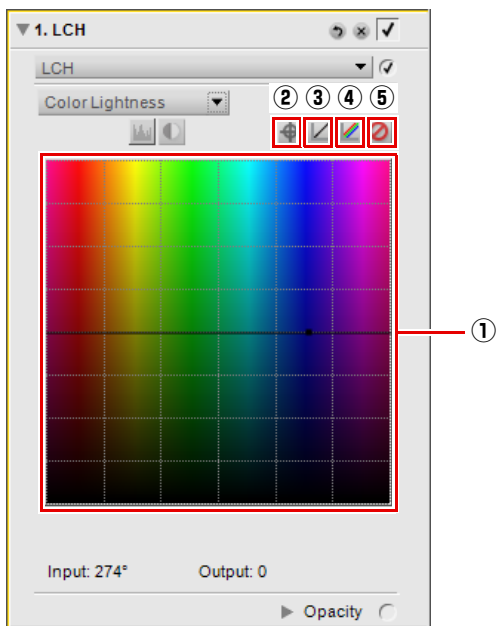 1. LCH
LCH
Color Lightness
② ③ ④ ⑤
①
Input: 274° Output: 0
Opacity